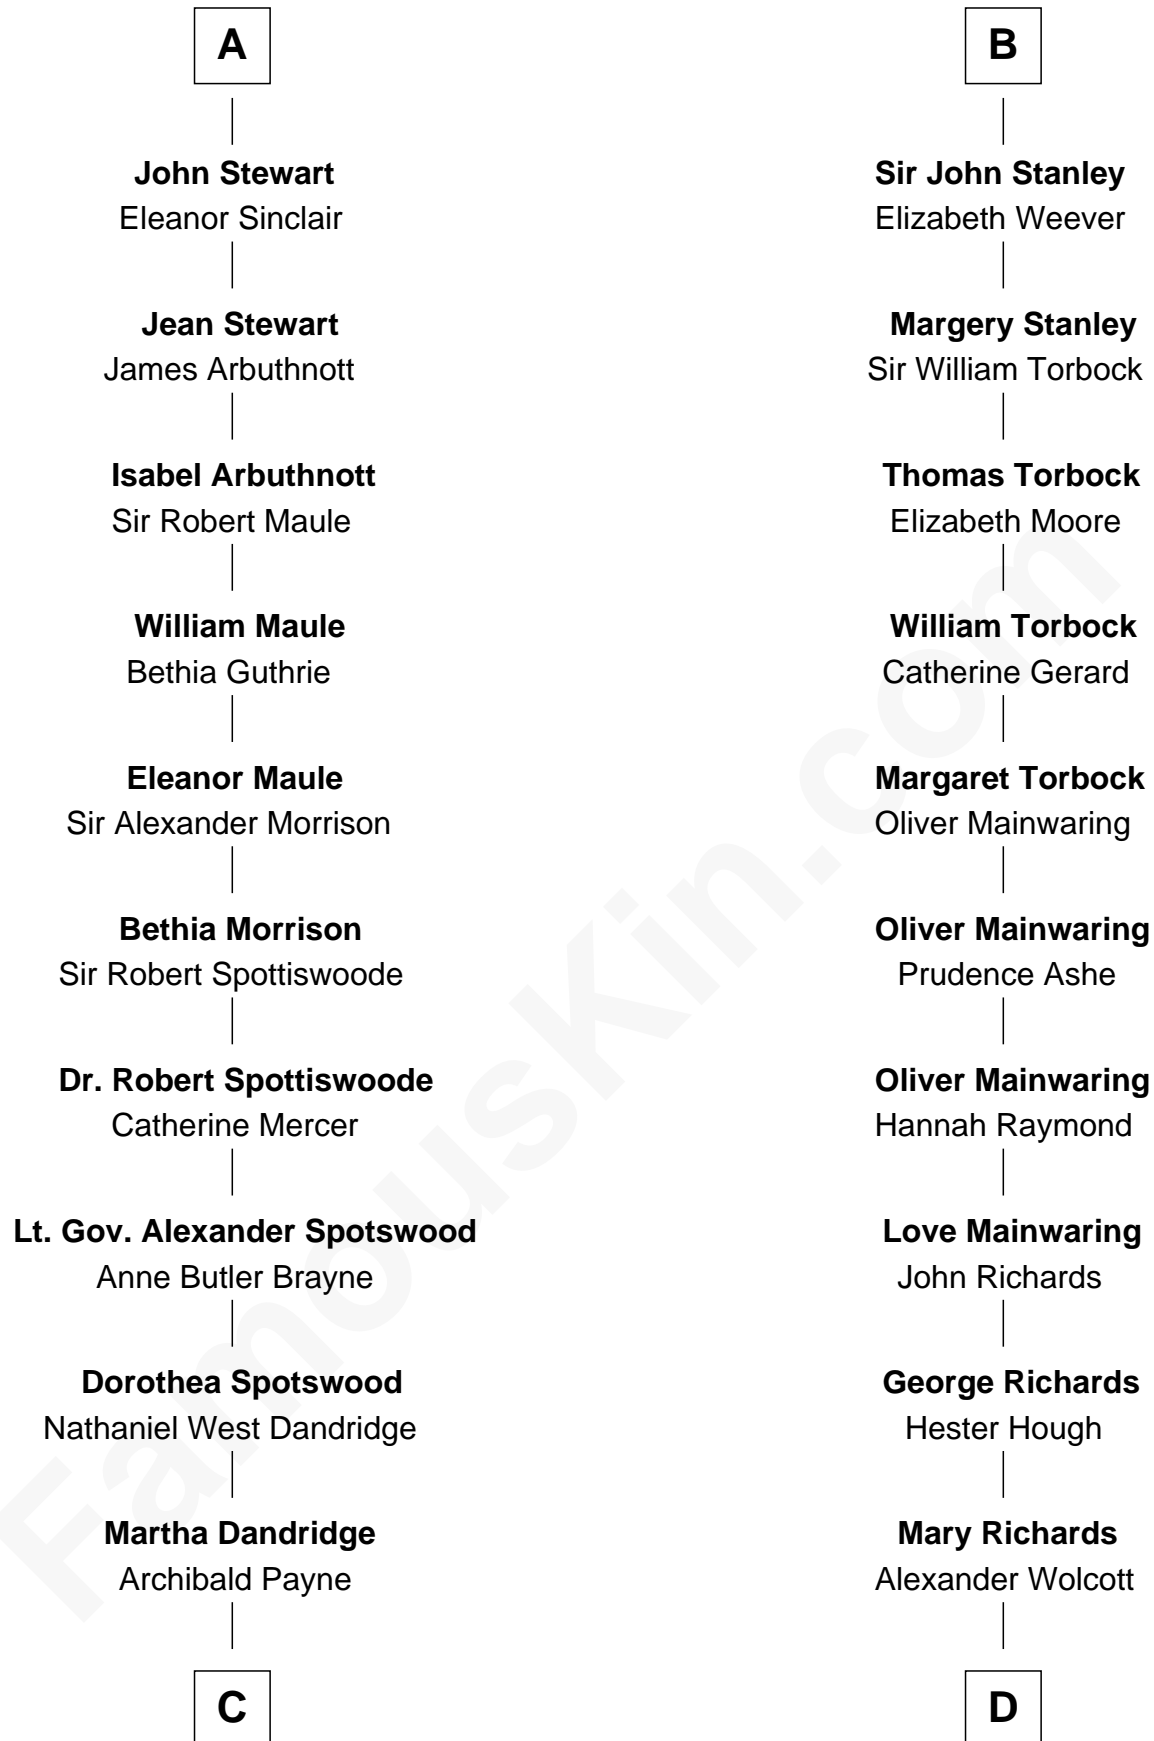 A
John Stewart
Eleanor Sinclair
Jean Stewart
James Arbuthnott
Isabel Arbuthnott
Sir Robert Maule
William Maule
Bethia Guthrie
Eleanor Maule
Sir Alexander Morrison
Bethia Morrison
Sir Robert Spottiswoode
Dr. Robert Spottiswoode
Catherine Mercer
Lt. Gov. Alexander Spotswood
Anne Butler Brayne
Dorothea Spotswood
Nathaniel West Dandridge
Martha Dandridge
Archibald Payne
C
B
Sir John Stanley
Elizabeth Weever
Margery Stanley
Sir William Torbock
Thomas Torbock
Elizabeth Moore
William Torbock
Catherine Gerard
Margaret Torbock
Oliver Mainwaring
Oliver Mainwaring
Prudence Ashe
Oliver Mainwaring
Hannah Raymond
Love Mainwaring
John Richards
George Richards
Hester Hough
Mary Richards
Alexander Wolcott
D
FamousKin.com